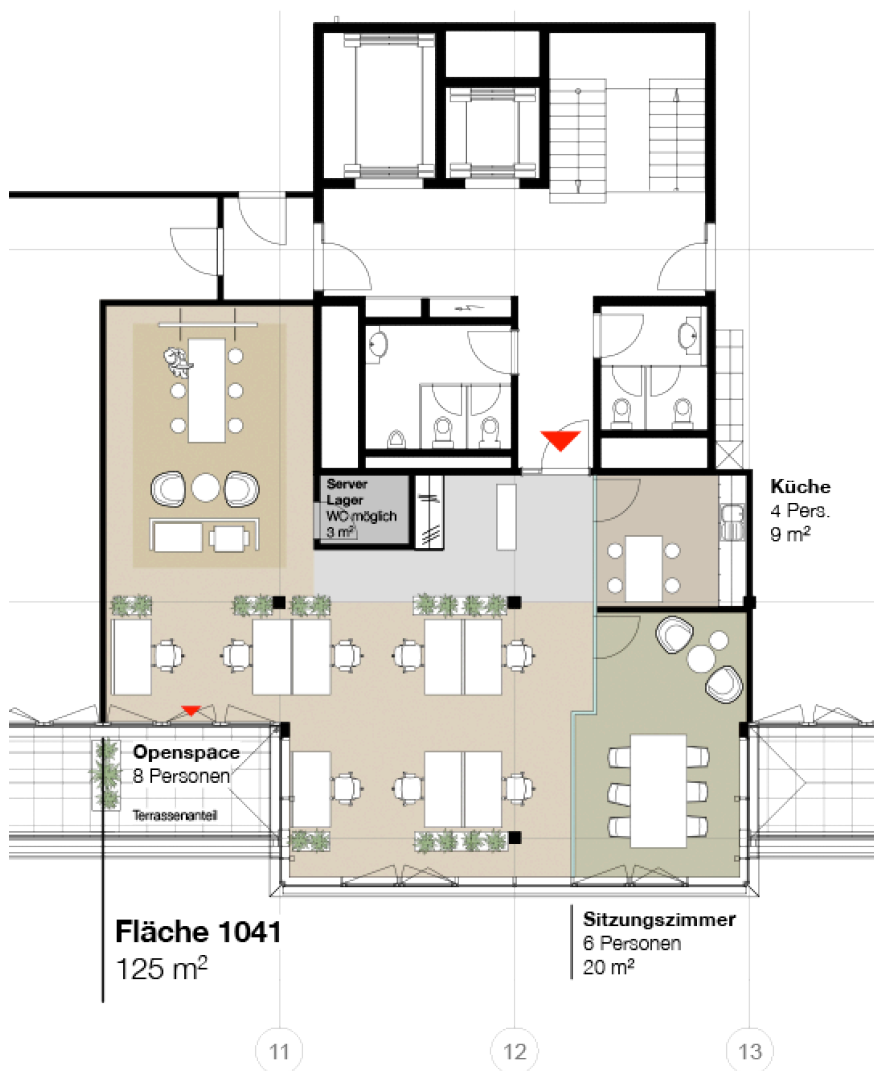 Server
Lager
WC möglich
3 m²
Küche
4 Pers.
9 m²
Openspace
8 Personen
Terrassenanteil
Fläche 1041
125 m²
Sitzungszimmer
6 Personen
20 m²
11
12
13